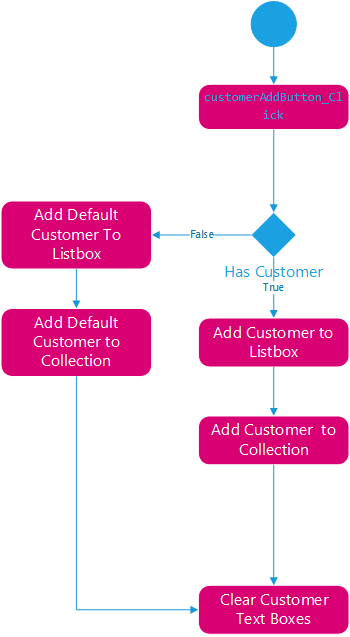 customerAddButton_Cl
ick
Add Default
Customer To
Listbox
False
Has Customer
True
Add Default
Customer to
Collection
Add Customer to
Listbox
Add Customer to
Collection
Clear Customer
Text Boxes